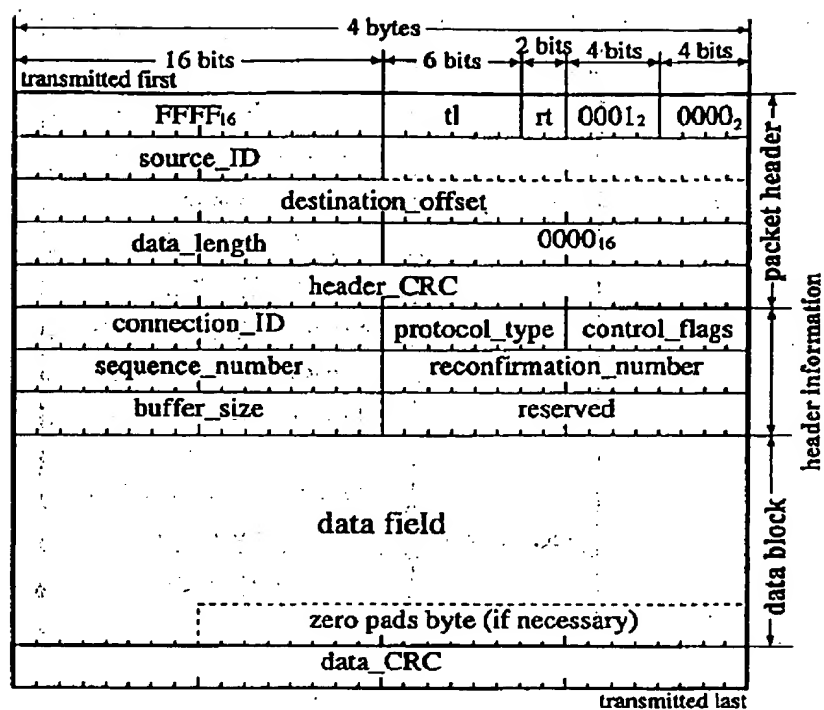 4 bytes
16 bits 6 bits 2 bits 4 bits 4 bits
transmitted first
FFFF₁₆ tl rt 0001₂ 0000₂
source_ID
destination_offset
data_length 0000₁₆
header_CRC
connection_ID protocol_type control_flags
sequence_number reconfirmation_number
buffer_size reserved
data field
zero pads byte (if necessary)
data_CRC
transmitted last
packet header
header information
data block